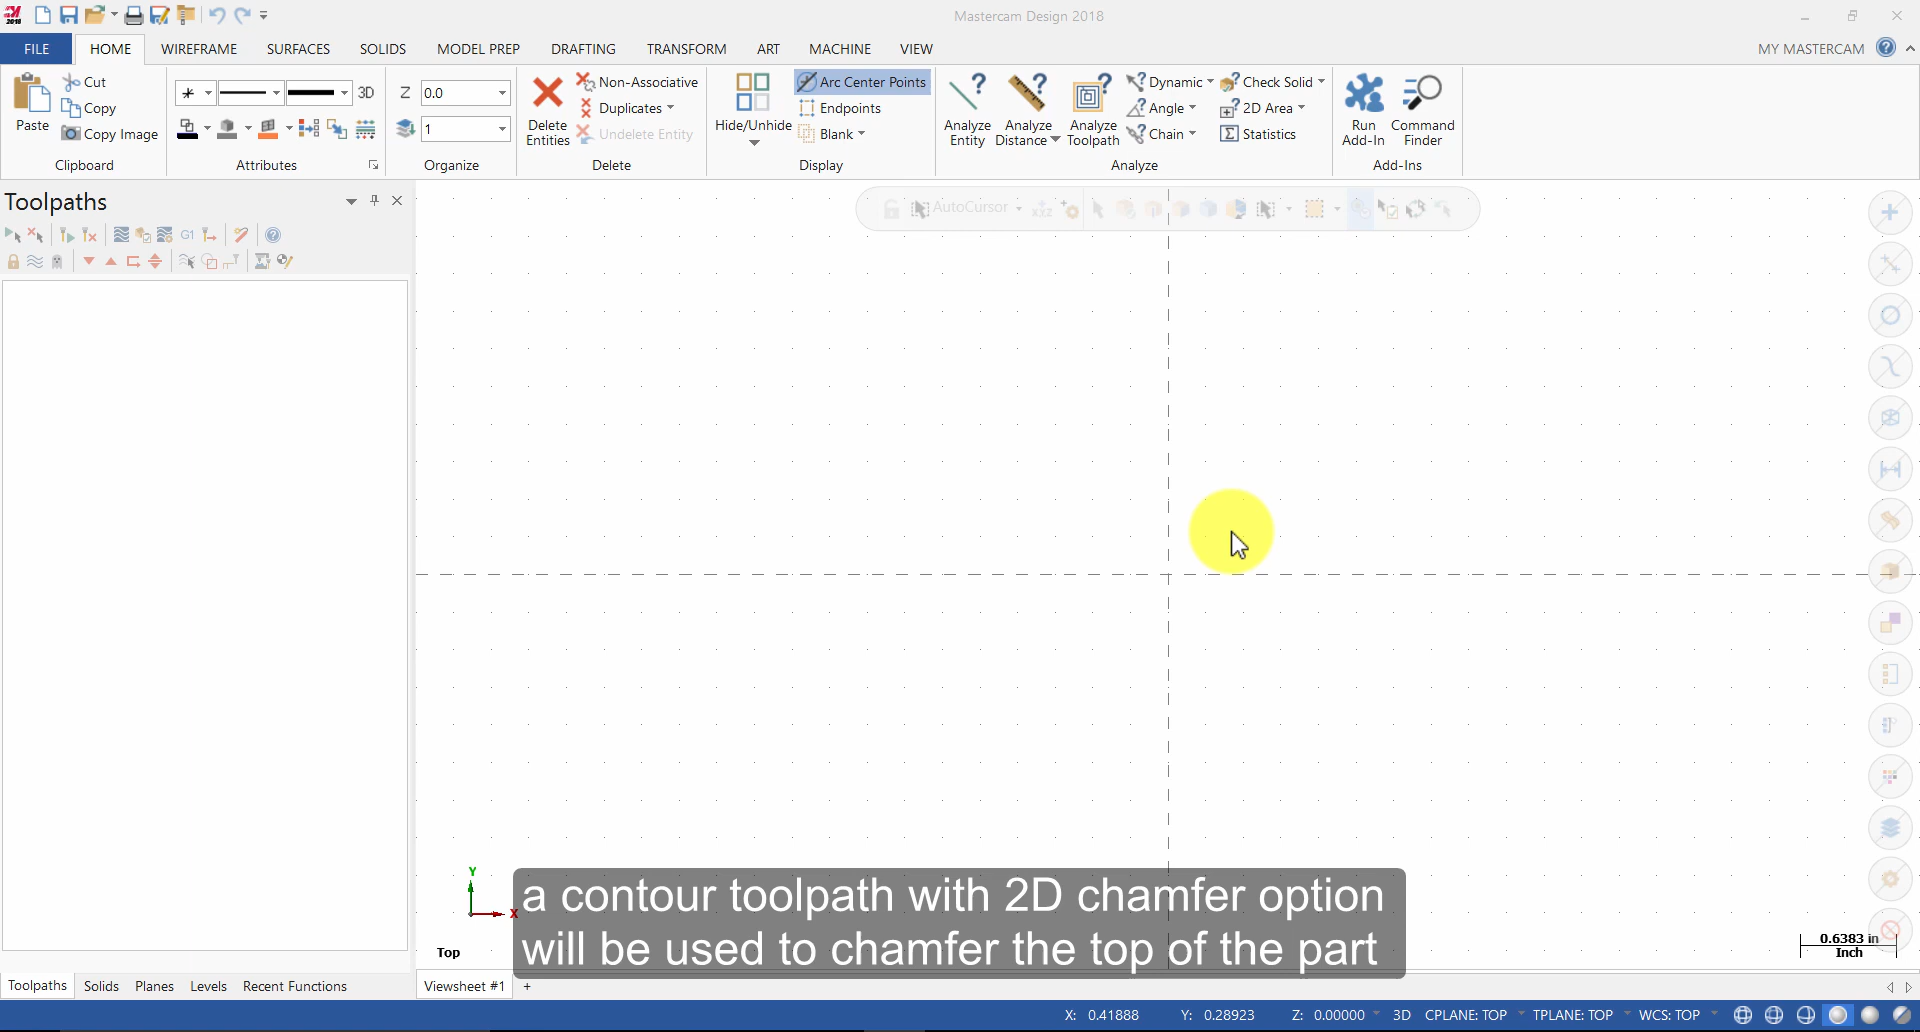 2018
Mastercam Design 2018
FILE HOME WIREFRAME SURFACES SOLIDS MODEL PREP DRAFTING TRANSFORM ART MACHINE VIEW MY MASTERCAM
Paste
Cut
Copy
Copy Image
Clipboard
3D
Attributes
Z 0.0
1
Organize
Delete
Entities
Non-Associative
Duplicates
Undelete Entity
Delete
Hide/Unhide
Arc Center Points
Endpoints
Blank
Display
Analyze
Entity
Analyze
Distance
Analyze
Toolpath
Dynamic
Angle
Chain
Check Solid
2D Area
Statistics
Analyze
Run
Add-In
Command
Finder
Add-Ins
Toolpaths
G1
AutoCursor
XYZ
Y
X
Top
a contour toolpath with 2D chamfer option
will be used to chamfer the top of the part
0.6383 in
Inch
Toolpaths Solids Planes Levels Recent Functions
Viewsheet #1 +
X: 0.41888 Y: 0.28923 Z: 0.00000 3D CPLANE: TOP TPLANE: TOP WCS: TOP